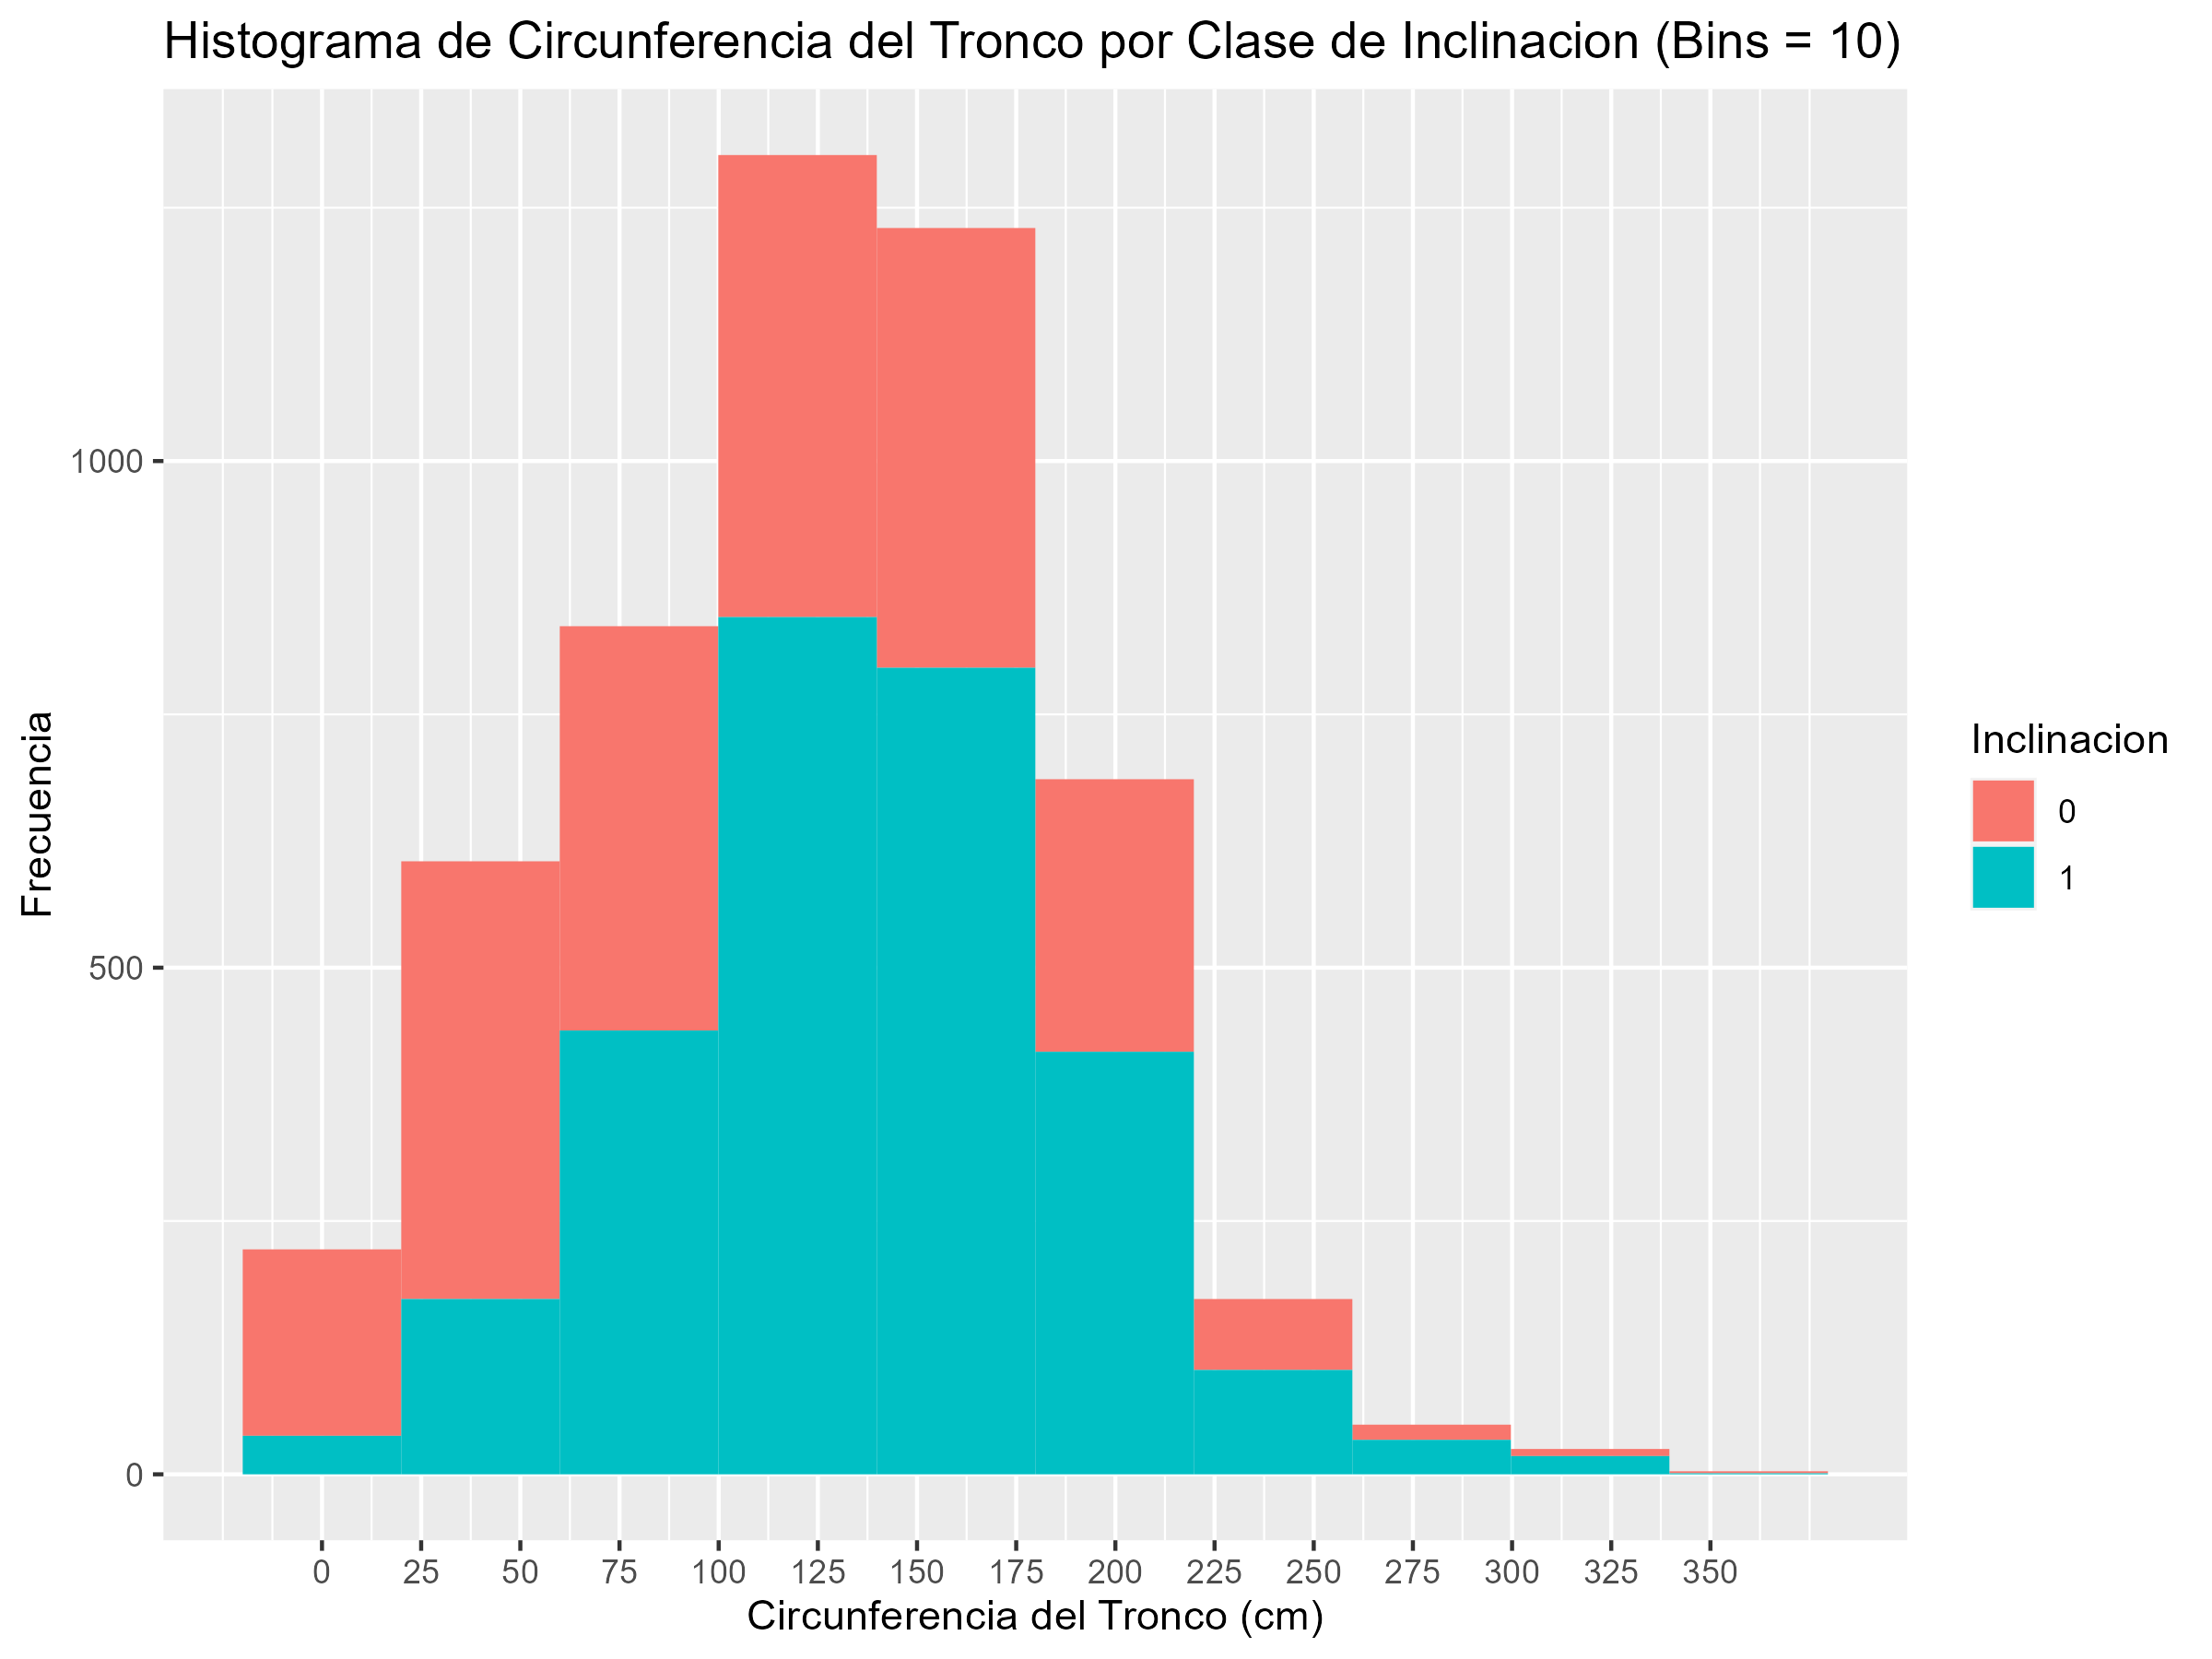 Histograma de Circunferencia del Tronco por Clase de Inclinacion (Bins = 10)
Frecuencia
1000
500
0
0 25 50 75 100 125 150 175 200 225 250 275 300 325 350
Circunferencia del Tronco (cm)
Inclinacion
0
1